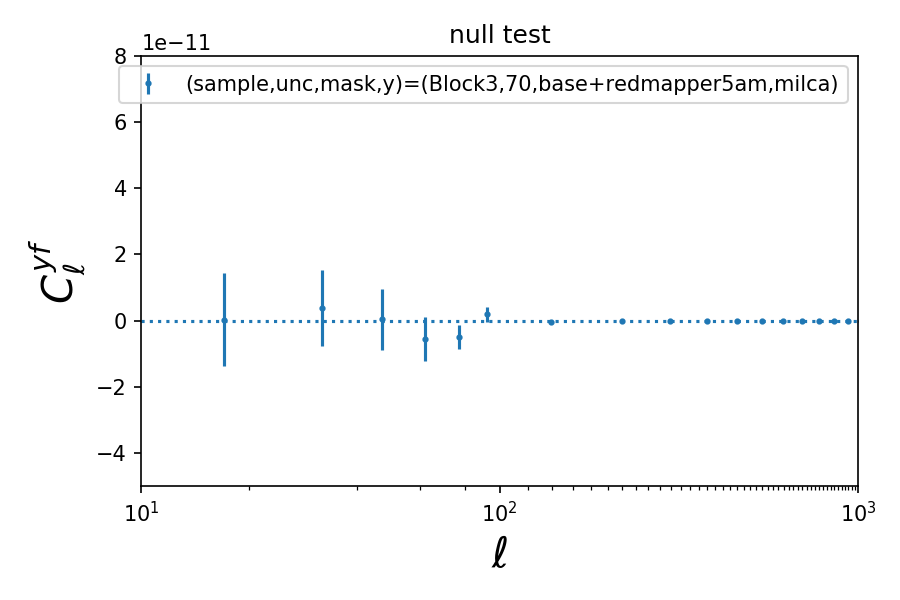 null test
1e−11
(sample,unc,mask,y)=(Block3,70,base+redmapper5am,milca)
8
6
4
2
0
−2
−4
C_ℓ^{yf}
10^1
10^2
10^3
ℓ